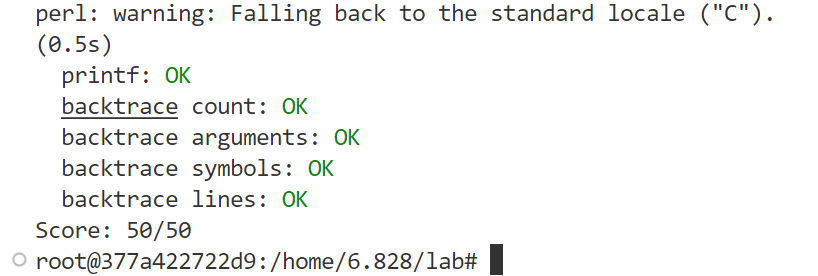 perl: warning: Falling back to the standard locale ("C").
(0.5s)
  printf: OK
  backtrace count: OK
  backtrace arguments: OK
  backtrace symbols: OK
  backtrace lines: OK
Score: 50/50
root@377a422722d9:/home/6.828/lab#